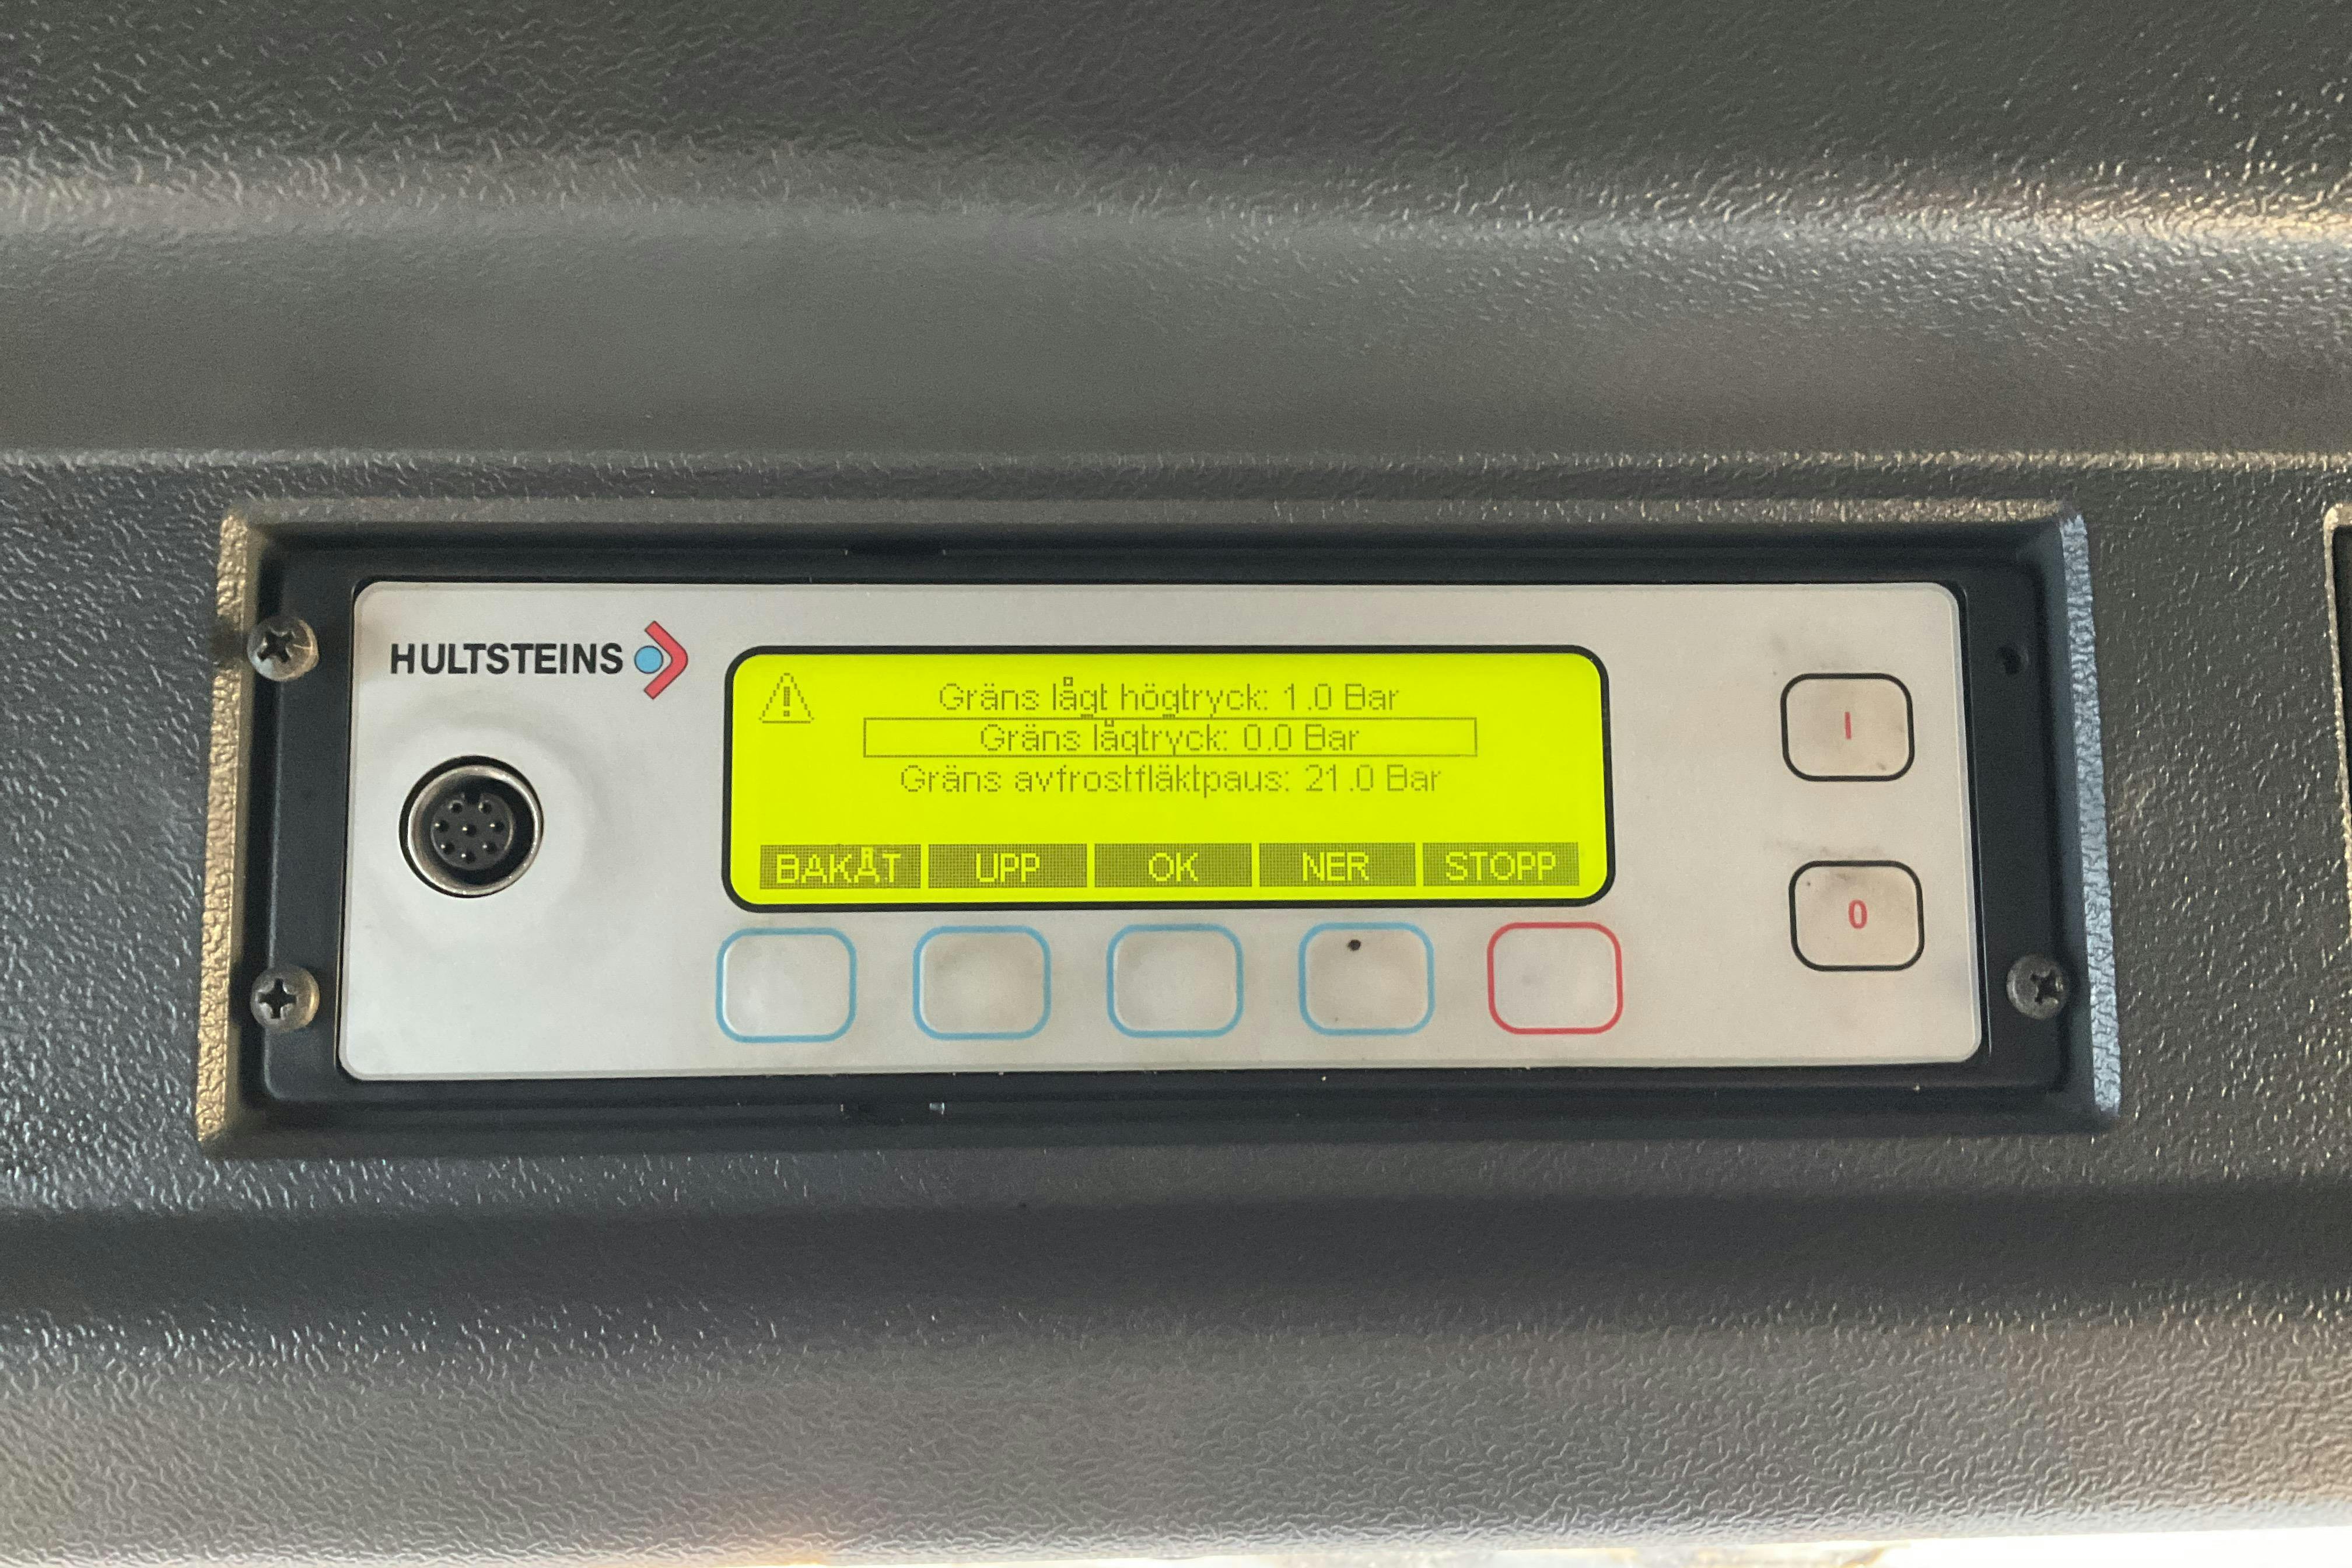 HULTSTEINS
Gräns lågt högtryck: 1.0 Bar
Gräns lågtryck: 0.0 Bar
Gräns avfrostfläktpaus: 21.0 Bar
BAKÅT UPP OK NER STOPP
I
0